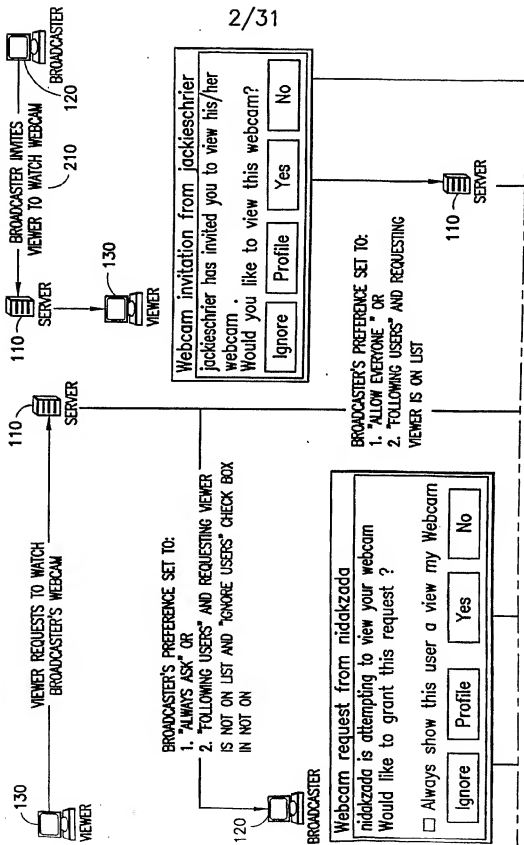 2/31
130
VIEWER
VIEWER REQUESTS TO WATCH
BROADCASTER'S WEBCAM
110
SERVER
110
SERVER
BROADCASTER INVITES
VIEWER TO WATCH WEBCAM
210
120
BROADCASTER
130
VIEWER
BROADCASTER'S PREFERENCE SET TO:
1. "ALWAYS ASK" OR
2. "FOLLOWING USERS" AND REQUESTING VIEWER
IS NOT ON LIST AND "IGNORE USERS" CHECK BOX
IN NOT ON
120
BROADCASTER
Webcam invitation from jackieschrier
jackieschrier has invited you to view his/her
webcam .
Would you like to view this webcam?
Ignore
Profile
Yes
No
BROADCASTER'S PREFERENCE SET TO:
1. "ALLOW EVERYONE" OR
2. "FOLLOWING USERS" AND REQUESTING
VIEWER IS ON LIST
110
SERVER
Webcam request from nidakzada
nidakzada is attempting to view your webcam
Would like to grant this request ?
Always show this user a view my Webcam
Ignore
Profile
Yes
No